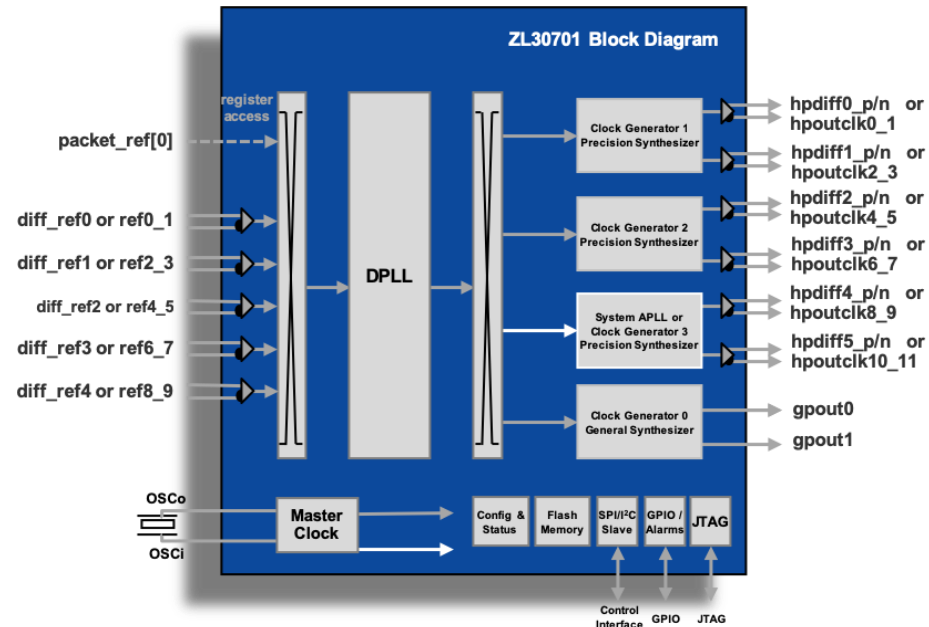 ZL30701 Block Diagram
register
access
packet_ref[0]
diff_ref0 or ref0_1
diff_ref1 or ref2_3
diff_ref2 or ref4_5
diff_ref3 or ref6_7
diff_ref4 or ref8_9
DPLL
Clock Generator 1
Precision Synthesizer
Clock Generator 2
Precision Synthesizer
System APLL or
Clock Generator 3
Precision Synthesizer
Clock Generator 0
General Synthesizer
hpdiff0_p/n or
hpoutclk0_1
hpdiff1_p/n or
hpoutclk2_3
hpdiff2_p/n or
hpoutclk4_5
hpdiff3_p/n or
hpoutclk6_7
hpdiff4_p/n or
hpoutclk8_9
hpdiff5_p/n or
hpoutclk10_11
gpout0
gpout1
OSCo
OSCi
Master
Clock
Config &
Status
Flash
Memory
SPI/I²C
Slave
GPIO /
Alarms
JTAG
Control
Interface
GPIO
JTAG